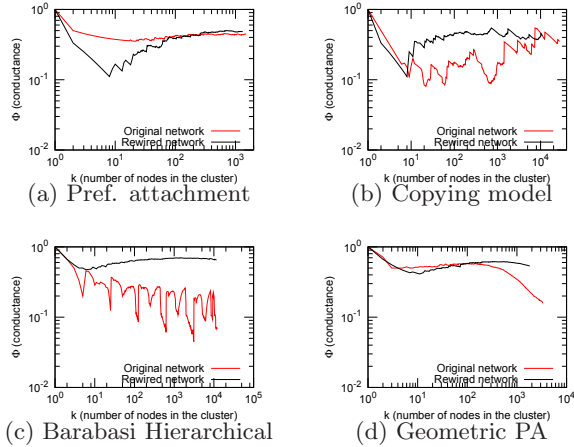 10^0
10^-1
10^-2
Φ (conductance)
Original network
Rewired network
10^0 10^1 10^2 10^3
k (number of nodes in the cluster)
(a) Pref. attachment
10^0
10^-1
10^-2
Φ (conductance)
Original network
Rewired network
10^0 10^1 10^2 10^3 10^4
k (number of nodes in the cluster)
(b) Copying model
10^0
10^-1
10^-2
Φ (conductance)
Original network
Rewired network
10^0 10^1 10^2 10^3 10^4 10^5
k (number of nodes in the cluster)
(c) Barabasi Hierarchical
10^0
10^-1
10^-2
Φ (conductance)
Original network
Rewired network
10^0 10^1 10^2 10^3 10^4
k (number of nodes in the cluster)
(d) Geometric PA